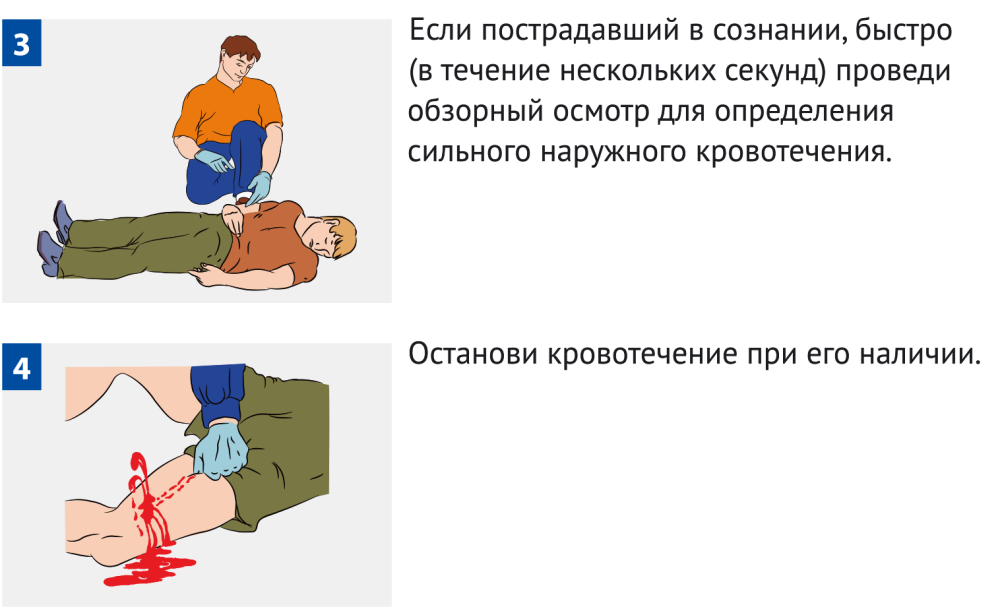 3
Если пострадавший в сознании, быстро
(в течение нескольких секунд) проведи
обзорный осмотр для определения
сильного наружного кровотечения.
4
Останови кровотечение при его наличии.